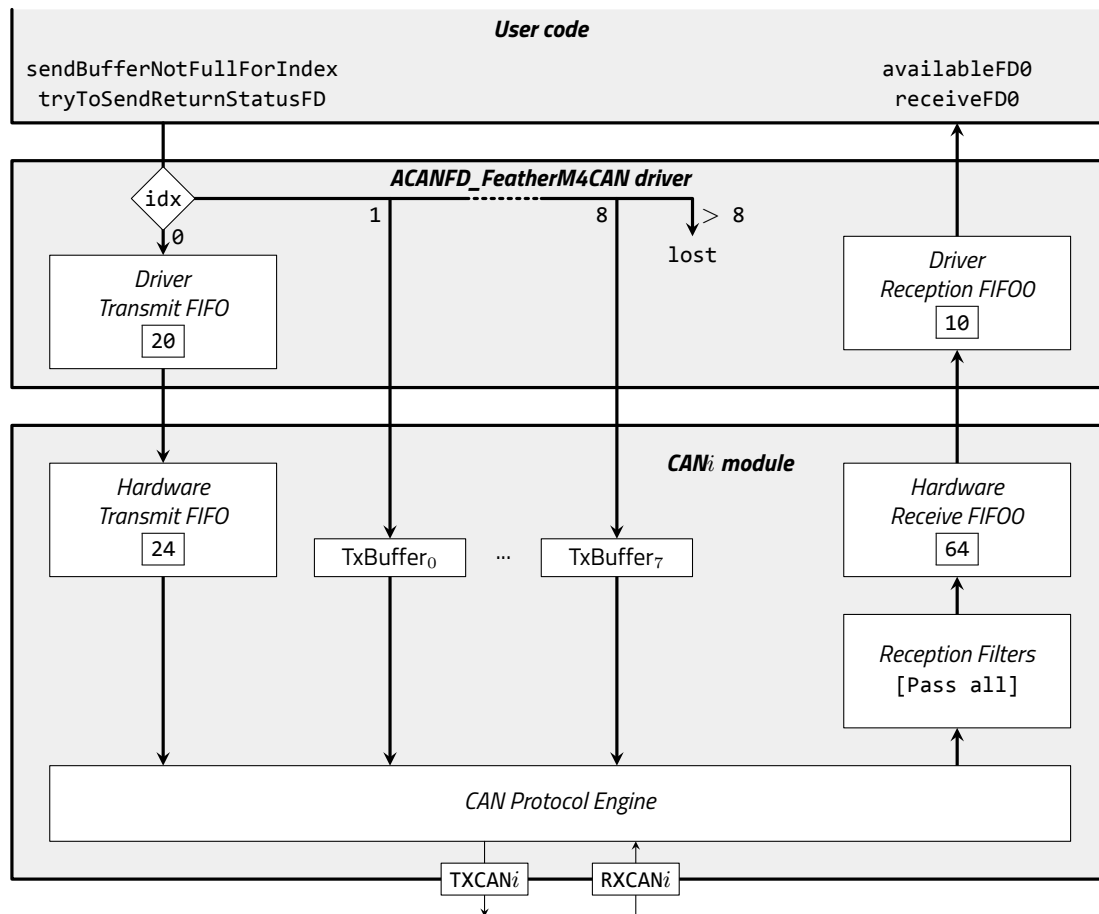 User code
sendBufferNotFullForIndex
tryToSendReturnStatusFD
availableFD0
receiveFD0
ACANFD_FeatherM4CAN driver
idx
1
8
> 8
0
lost
Driver
Transmit FIFO
20
Driver
Reception FIFO0
10
CANi module
Hardware
Transmit FIFO
24
TxBuffer₀
...
TxBuffer₇
Hardware
Receive FIFO0
64
Reception Filters
[Pass all]
CAN Protocol Engine
TXCANi
RXCANi